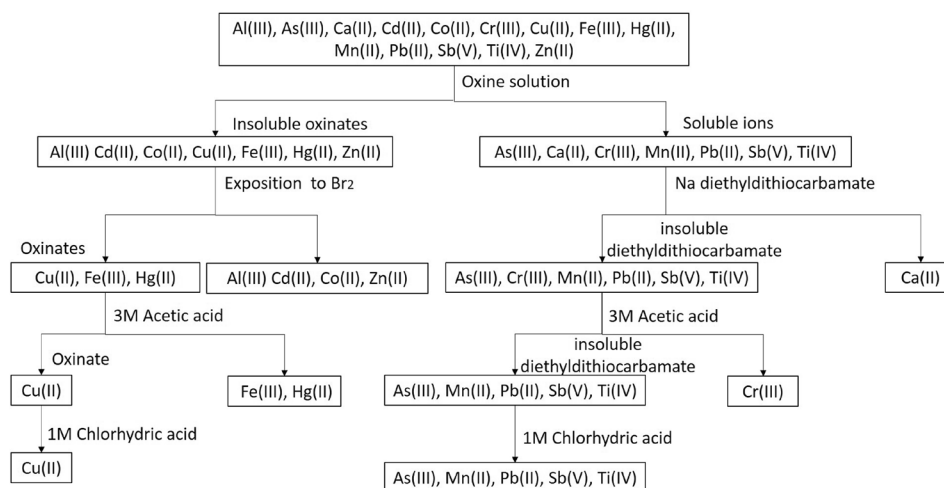 Al(III), As(III), Ca(II), Cd(II), Co(II), Cr(III), Cu(II), Fe(III), Hg(II),
Mn(II), Pb(II), Sb(V), Ti(IV), Zn(II)
Oxine solution
Insoluble oxinates
Soluble ions
Al(III) Cd(II), Co(II), Cu(II), Fe(III), Hg(II), Zn(II)
As(III), Ca(II), Cr(III), Mn(II), Pb(II), Sb(V), Ti(IV)
Exposition to Br2
Na diethyldithiocarbamate
Oxinates
insoluble
diethyldithiocarbamate
Cu(II), Fe(III), Hg(II)
Al(III) Cd(II), Co(II), Zn(II)
As(III), Cr(III), Mn(II), Pb(II), Sb(V), Ti(IV)
Ca(II)
3M Acetic acid
3M Acetic acid
Oxinate
insoluble
diethyldithiocarbamate
Cu(II)
Fe(III), Hg(II)
As(III), Mn(II), Pb(II), Sb(V), Ti(IV)
Cr(III)
1M Chlorhydric acid
1M Chlorhydric acid
Cu(II)
As(III), Mn(II), Pb(II), Sb(V), Ti(IV)